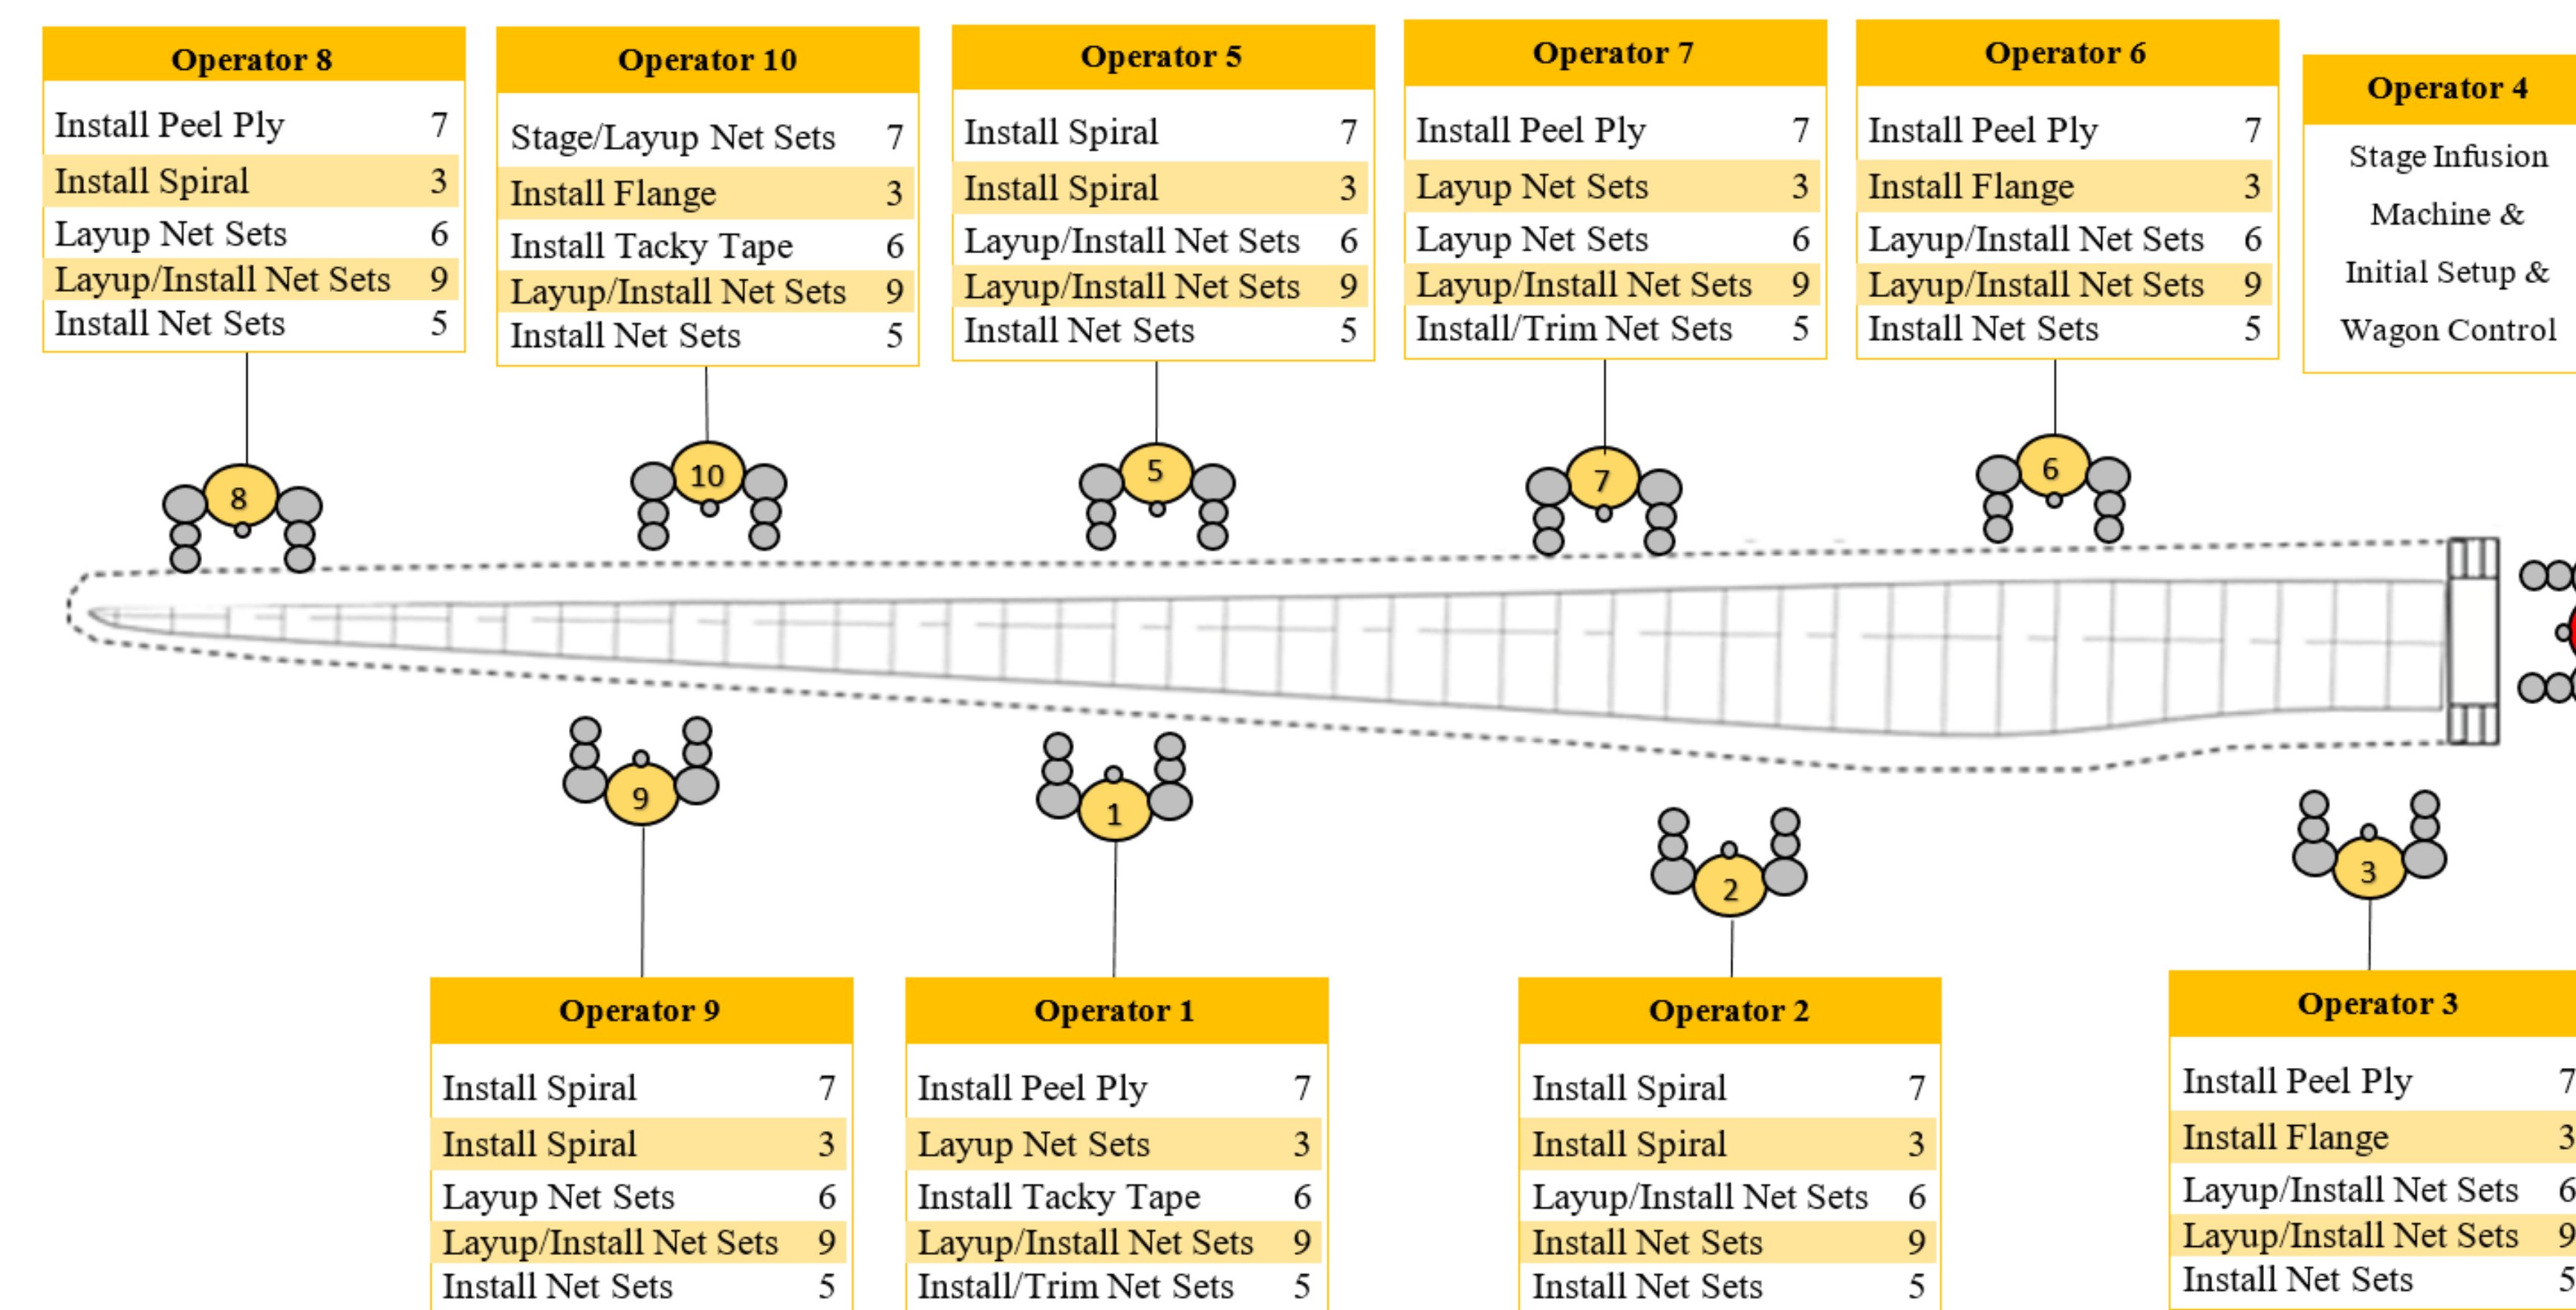 Operator 8
Install Peel Ply 7
Install Spiral 3
Layup Net Sets 6
Layup/Install Net Sets 9
Install Net Sets 5
Operator 10
Stage/Layup Net Sets 7
Install Flange 3
Install Tacky Tape 6
Layup/Install Net Sets 9
Install Net Sets 5
Operator 5
Install Spiral 7
Install Spiral 3
Layup/Install Net Sets 6
Layup/Install Net Sets 9
Install Net Sets 5
Operator 7
Install Peel Ply 7
Layup Net Sets 3
Layup Net Sets 6
Layup/Install Net Sets 9
Install/Trim Net Sets 5
Operator 6
Install Peel Ply 7
Install Flange 3
Layup/Install Net Sets 6
Layup/Install Net Sets 9
Install Net Sets 5
Operator 4
Stage Infusion
Machine &
Initial Setup &
Wagon Control
8
10
5
7
6
9
1
2
3
Operator 9
Install Spiral 7
Install Spiral 3
Layup Net Sets 6
Layup/Install Net Sets 9
Install Net Sets 5
Operator 1
Install Peel Ply 7
Layup Net Sets 3
Install Tacky Tape 6
Layup/Install Net Sets 9
Install/Trim Net Sets 5
Operator 2
Install Spiral 7
Install Spiral 3
Layup/Install Net Sets 6
Install Net Sets 9
Install Net Sets 5
Operator 3
Install Peel Ply 7
Install Flange 3
Layup/Install Net Sets 6
Layup/Install Net Sets 9
Install Net Sets 5